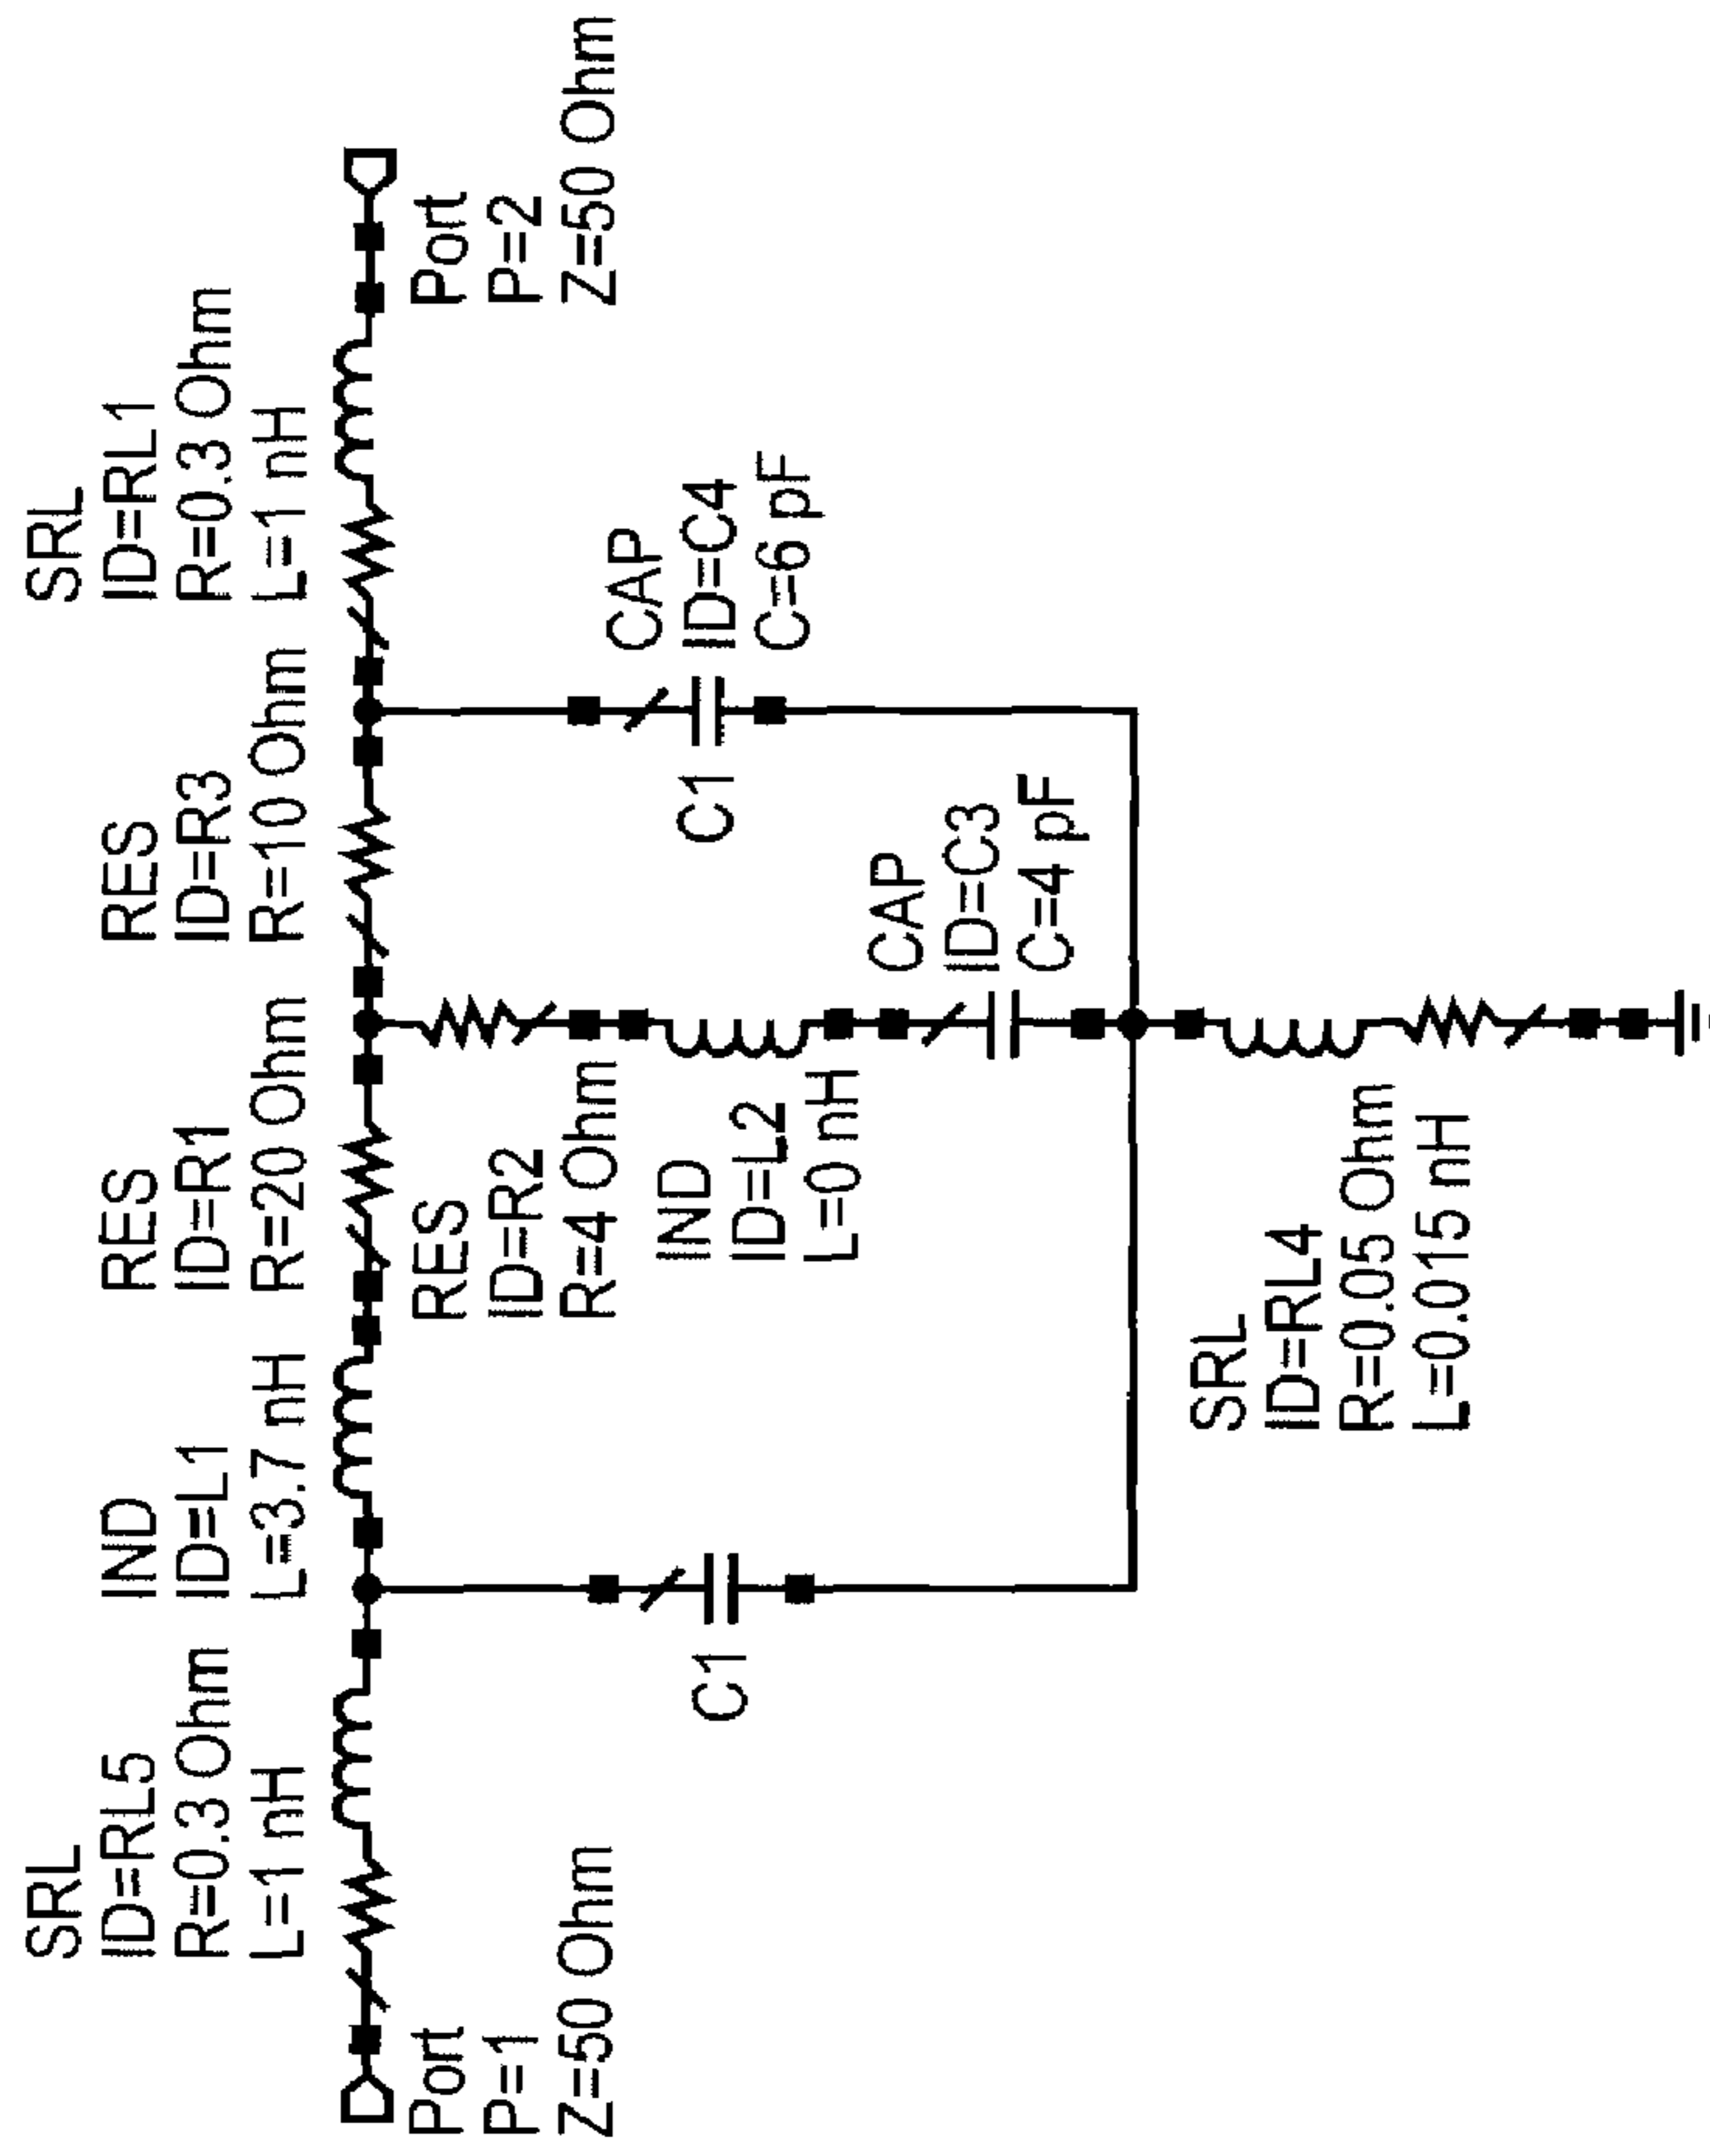 SRL
ID=RL5
R=0.3 Ohm
L=1 nH
IND
ID=L1
L=3.7 nH
RES
ID=R1
R=20 Ohm
RES
ID=R3
R=10 Ohm
SRL
ID=RL1
R=0.3 Ohm
L=1 nH
Port
P=1
Z=50 Ohm
RES
ID=R2
R=4 Ohm
Port
P=2
Z=50 Ohm
C1
IND
ID=L2
L=0 nH
C1
CAP
ID=C4
C=6 pF
CAP
ID=C3
C=4 pF
SRL
ID=RL4
R=0.05 Ohm
L=0.015 nH